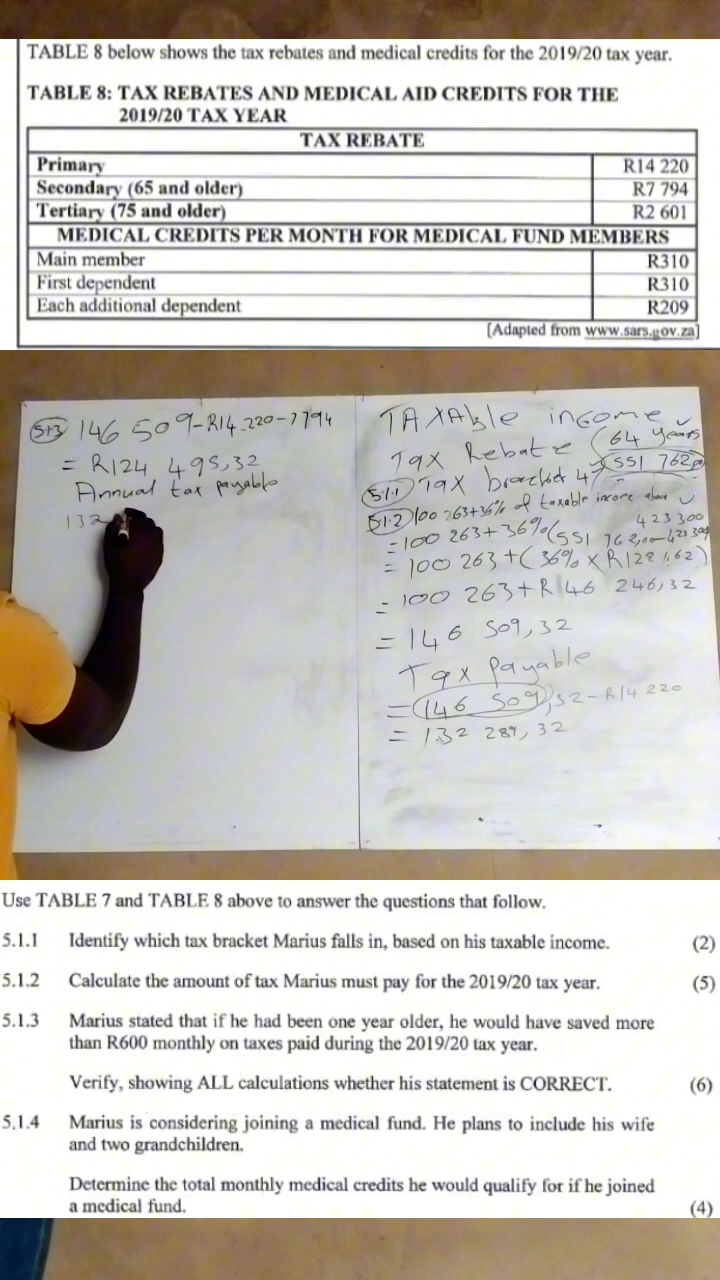 TABLE 8 below shows the tax rebates and medical credits for the 2019/20 tax year.
TABLE 8: TAX REBATES AND MEDICAL AID CREDITS FOR THE
2019/20 TAX YEAR
TAX REBATE
Primary R14 220
Secondary (65 and older) R7 794
Tertiary (75 and older) R2 601
MEDICAL CREDITS PER MONTH FOR MEDICAL FUND MEMBERS
Main member R310
First dependent R310
Each additional dependent R209
[Adapted from www.sars.gov.za]
5.1.3 146 509-R14 220-7794
= R124 495,32
Annual tax payable
132
TAXAble income
64 years
Tax Rebate
551 762
5.1.1 Tax bracket 4
5.1.2 100 263+36% of taxable income above
423 300
=100 263+36%(551 762,00-423 300
= 100 263+(36% X R128 462)
= 100 263+R 46 246,32
= 146 509,32
Tax payable
= 146 509,32-R14 220
= 132 289,32
Use TABLE 7 and TABLE 8 above to answer the questions that follow.
5.1.1 Identify which tax bracket Marius falls in, based on his taxable income. (2)
5.1.2 Calculate the amount of tax Marius must pay for the 2019/20 tax year. (5)
5.1.3 Marius stated that if he had been one year older, he would have saved more
than R600 monthly on taxes paid during the 2019/20 tax year.
Verify, showing ALL calculations whether his statement is CORRECT. (6)
5.1.4 Marius is considering joining a medical fund. He plans to include his wife
and two grandchildren.
Determine the total monthly medical credits he would qualify for if he joined
a medical fund. (4)